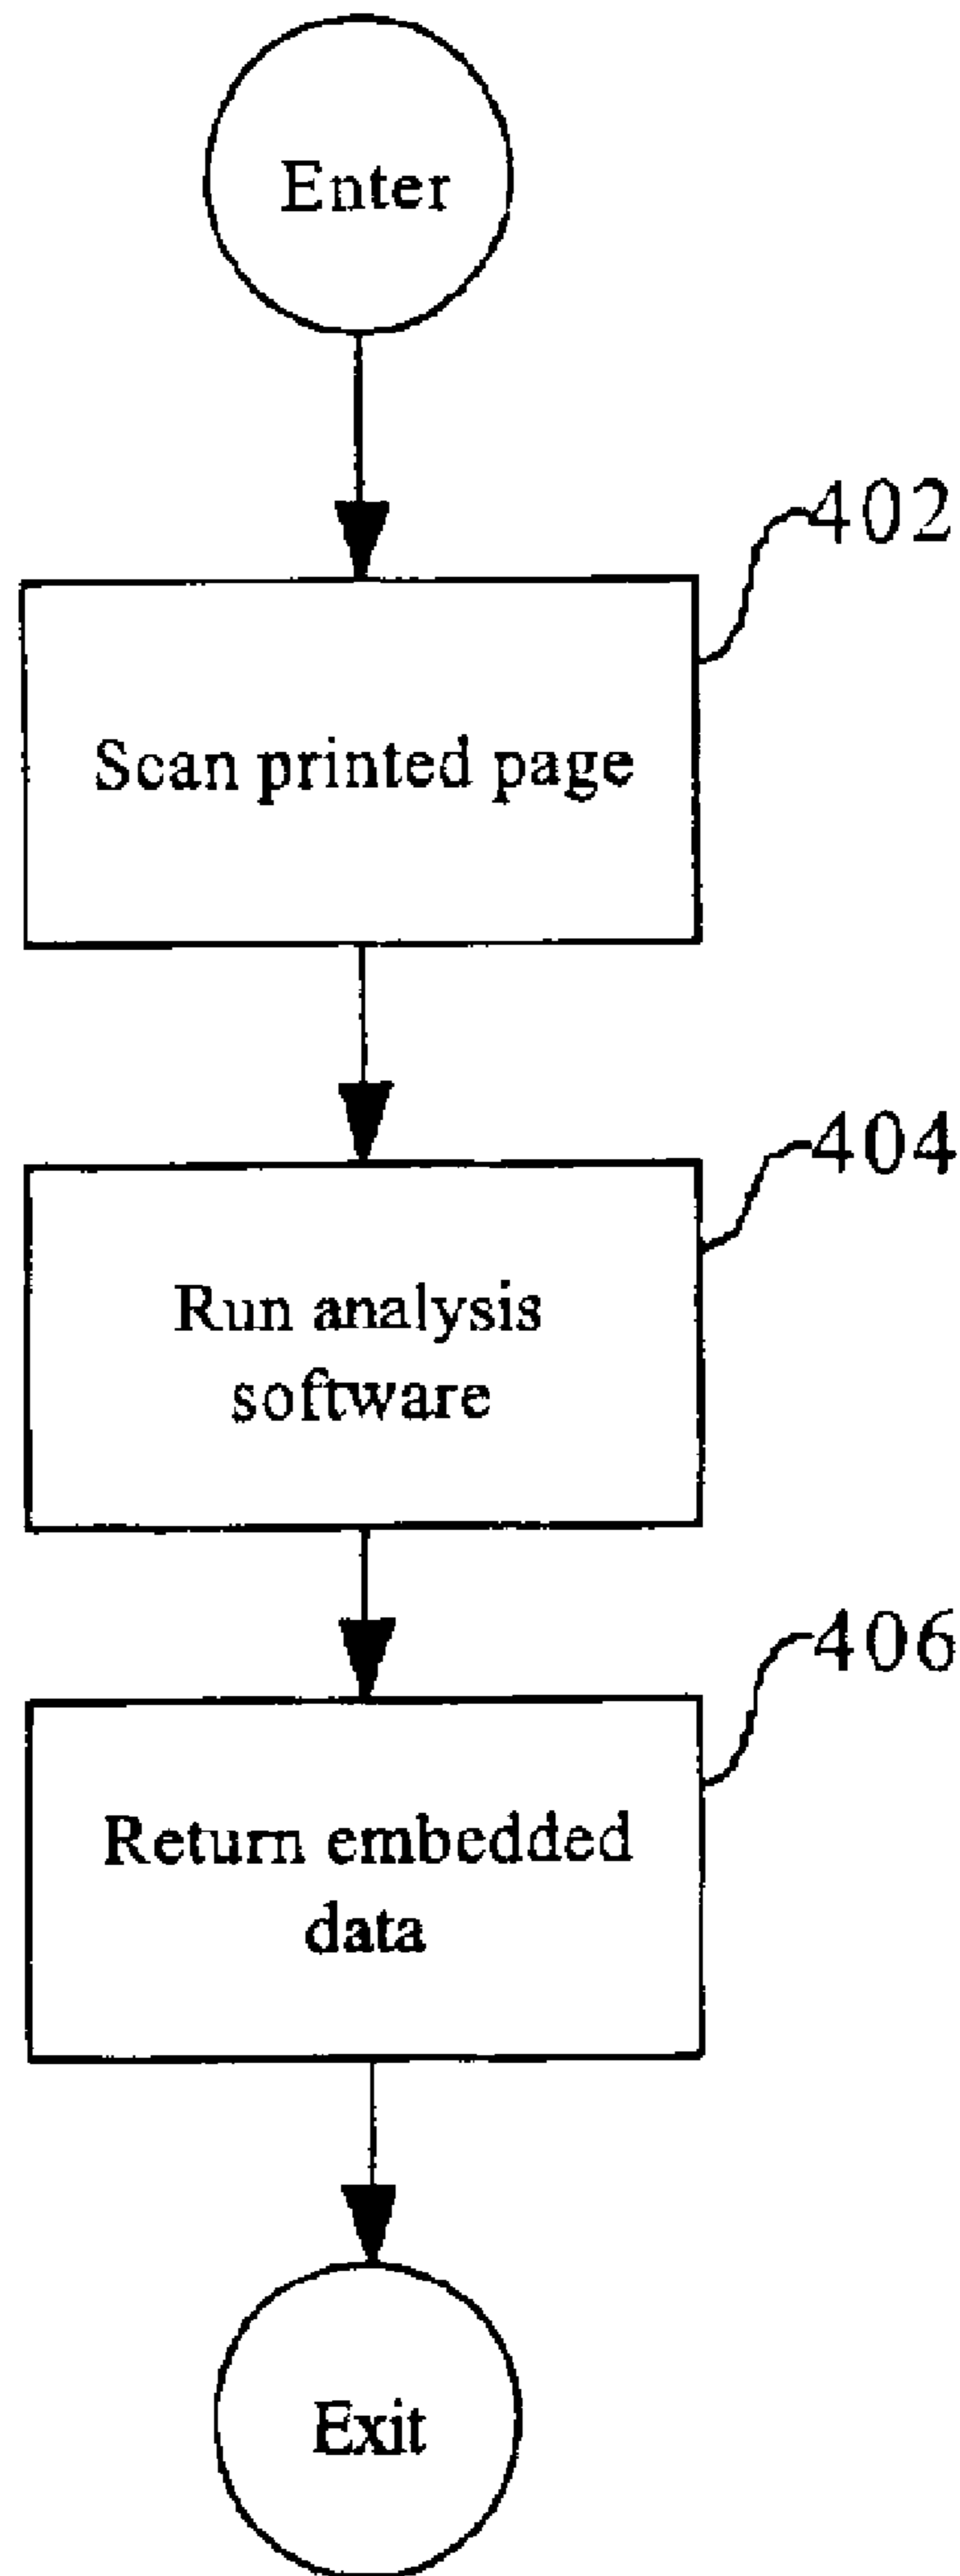 Enter
402
Scan printed page
404
Run analysis
software
406
Return embedded
data
Exit